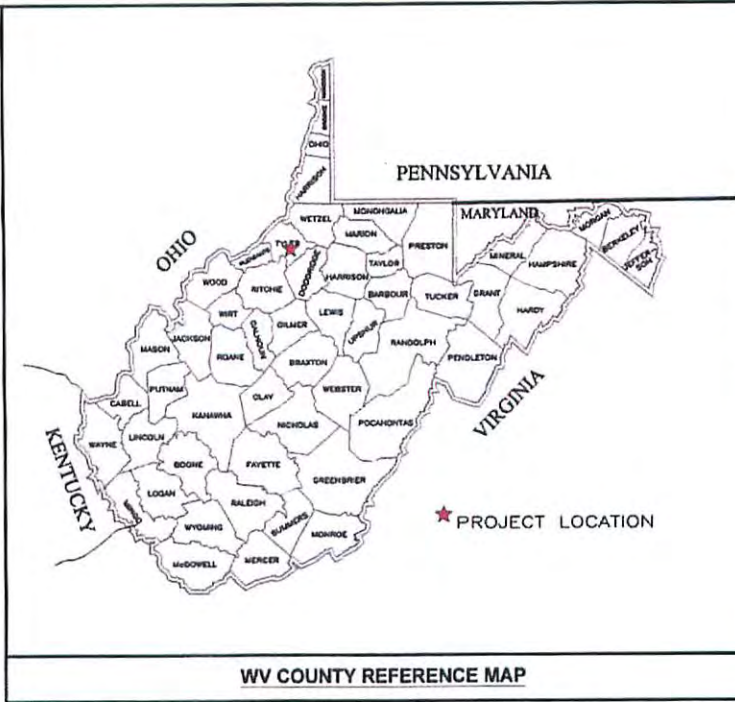 OHIO
HARRISON
PENNSYLVANIA
WETZEL
MONONGALIA
MARION
MARYLAND
MORGAN
BERKELEY
JEFFER-
SON
OHIO
TYLER
PRESTON
MINERAL
HAMPSHIRE
DODDRIDGE
HARRISON
TAYLOR
WOOD
RITCHIE
BARBOUR
TUCKER
GRANT
HARDY
WIRT
GILMER
LEWIS
UPSHUR
CALHOUN
JACKSON
ROANE
RANDOLPH
MASON
BRAXTON
PENDLETON
PUTNAM
WEBSTER
CABELL
CLAY
KANAWHA
NICHOLAS
POCAHONTAS
VIRGINIA
KENTUCKY
WAYNE
LINCOLN
BOONE
FAYETTE
GREENBRIER
LOGAN
RALEIGH
SUMMERS
WYOMING
MONROE
MERCER
McDOWELL
PROJECT LOCATION
WV COUNTY REFERENCE MAP